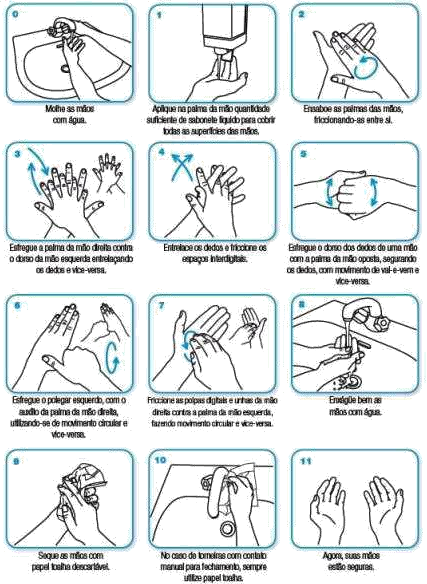 0
Molhe as mãos
com água.
1
Aplique na palma da mão quantidade
suficiente de sabonete líquido para cobrir
todas as superfícies das mãos.
2
Ensaboe as palmas das mãos,
friccionando-as entre si.
3
Esfregue a palma da mão direita contra
o dorso da mão esquerda entrelaçando
os dedos e vice-versa.
4
Entrelace os dedos e friccione os
espaços interdigitais.
5
Esfregue o dorso dos dedos de uma mão
com a palma da mão oposta, segurando
os dedos, com movimento de vai-e-vem e
vice-versa.
6
Esfregue o polegar esquerdo, com o
auxílio da palma da mão direita,
utilizando-se de movimento circular e
vice-versa.
7
Friccione as polpas digitais e unhas da mão
direita contra a palma da mão esquerda,
fazendo movimento circular e vice-versa.
8
Enxágüe bem as
mãos com água.
9
Seque as mãos com
papel toalha descartável.
10
No caso de torneiras com contato
manual para fechamento, sempre
utilize papel toalha.
11
Agora, suas mãos
estão seguras.